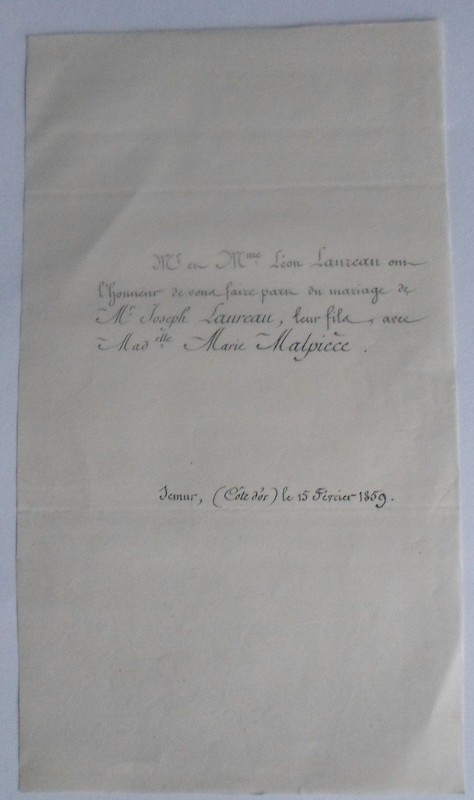 Mr et Mme Léon Laureau ont
l'honneur de vous faire part du mariage de
Mr Joseph Laureau, leur fils, avec
Madelle Marie Malpièce.
Semur, (Côte d'or) le 15 Février 1869.